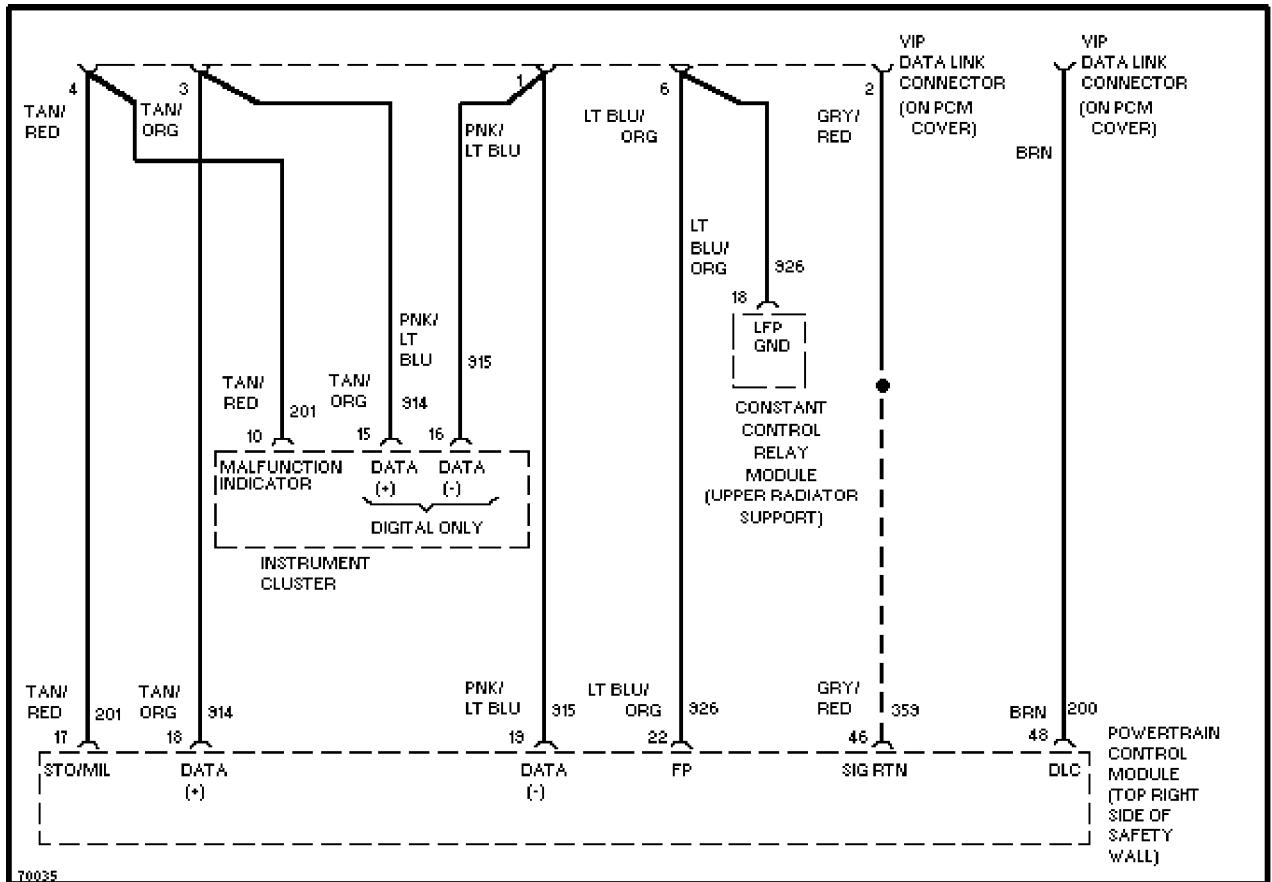 VIP
DATA LINK
CONNECTOR
(ON PCM
COVER)
VIP
DATA LINK
CONNECTOR
(ON PCM
COVER)
4
3
1
6
2
TAN/
RED
TAN/
ORG
PNK/
LT BLU
LT BLU/
ORG
GRY/
RED
BRN
LT
BLU/
ORG
926
18
LFP
GND
CONSTANT
CONTROL
RELAY
MODULE
(UPPER RADIATOR
SUPPORT)
PNK/
LT
BLU
915
TAN/
RED
201
TAN/
ORG
914
10
15
16
MALFUNCTION
INDICATOR
DATA
(+)
DATA
(-)
DIGITAL ONLY
INSTRUMENT
CLUSTER
TAN/
RED
201
TAN/
ORG
914
PNK/
LT BLU
915
LT BLU/
ORG
926
GRY/
RED
359
BRN
200
17
18
19
22
46
48
STO/MIL
DATA
(+)
DATA
(-)
FP
SIG RTN
DLC
POWERTRAIN
CONTROL
MODULE
(TOP RIGHT
SIDE OF
SAFETY
WALL)
70035